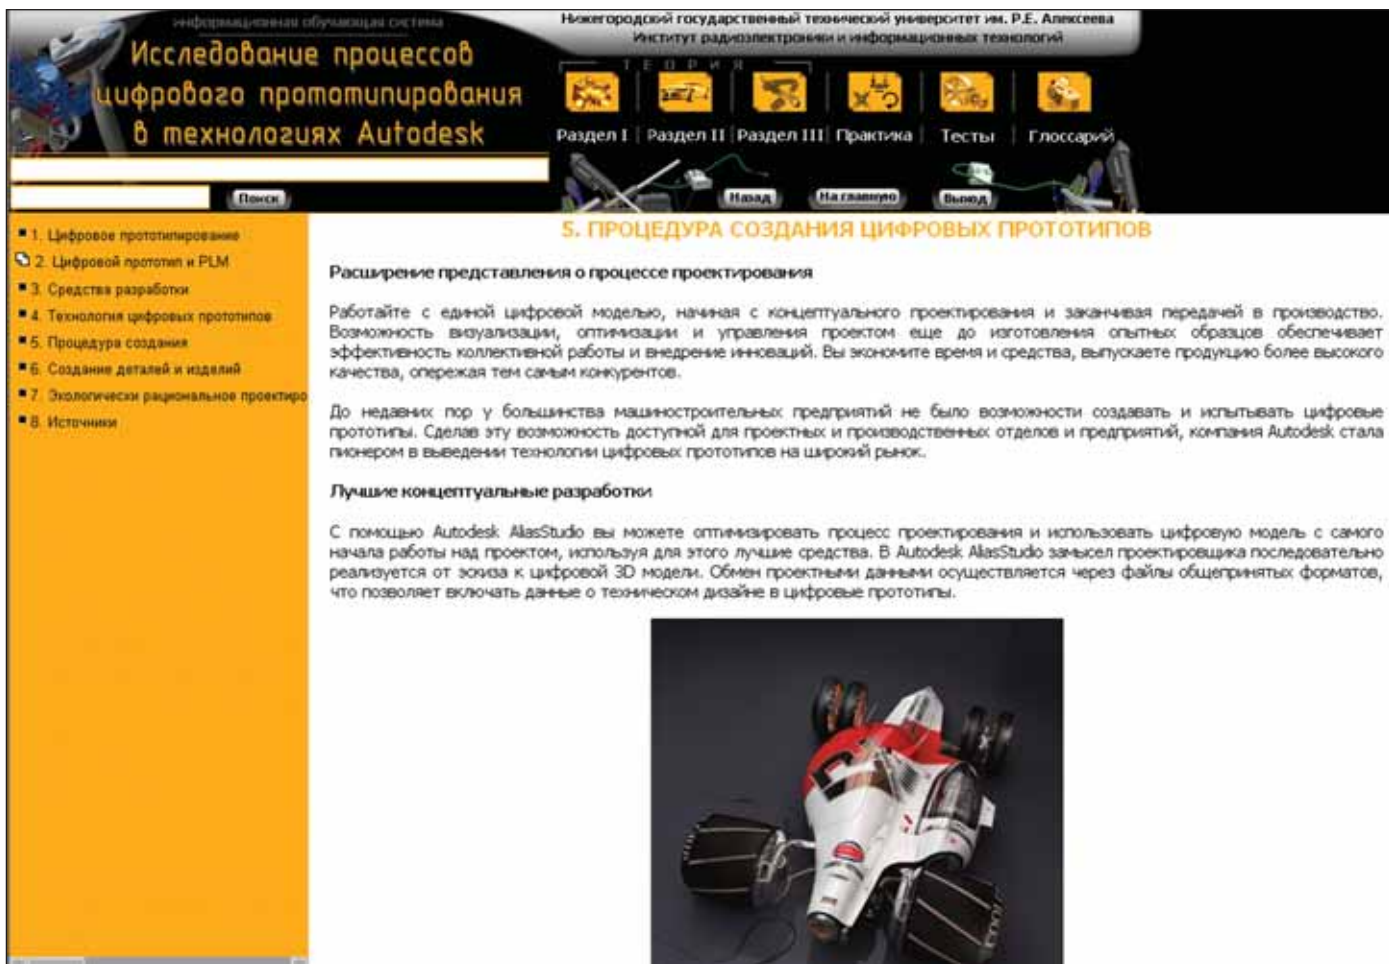 информационная обучающая система
Исследование процессов
цифрового прототипирования
в технологиях Autodesk
Нижегородский государственный технический университет им. Р.Е. Алексеева
Институт радиоэлектроники и информационных технологий
ТЕОРИЯ
Раздел I | Раздел II | Раздел III | Практика | Тесты | Глоссарий
Поиск
Назад
На главную
Выход
1. Цифровое прототипирование
2. Цифровой прототип и PLM
3. Средства разработки
4. Технология цифровых прототипов
5. Процедура создания
6. Создание деталей и изделий
7. Экологически рациональное проектиро
8. Источники
5. ПРОЦЕДУРА СОЗДАНИЯ ЦИФРОВЫХ ПРОТОТИПОВ
Расширение представления о процессе проектирования
Работайте с единой цифровой моделью, начиная с концептуального проектирования и заканчивая передачей в производство.
Возможность визуализации, оптимизации и управления проектом еще до изготовления опытных образцов обеспечивает
эффективность коллективной работы и внедрение инноваций. Вы экономите время и средства, выпускаете продукцию более высокого
качества, опережая тем самым конкурентов.
До недавних пор у большинства машиностроительных предприятий не было возможности создавать и испытывать цифровые
прототипы. Сделав эту возможность доступной для проектных и производственных отделов и предприятий, компания Autodesk стала
пионером в выведении технологии цифровых прототипов на широкий рынок.
Лучшие концептуальные разработки
С помощью Autodesk AliasStudio вы можете оптимизировать процесс проектирования и использовать цифровую модель с самого
начала работы над проектом, используя для этого лучшие средства. В Autodesk AliasStudio замысел проектировщика последовательно
реализуется от эскиза к цифровой 3D модели. Обмен проектными данными осуществляется через файлы общепринятых форматов,
что позволяет включать данные о техническом дизайне в цифровые прототипы.